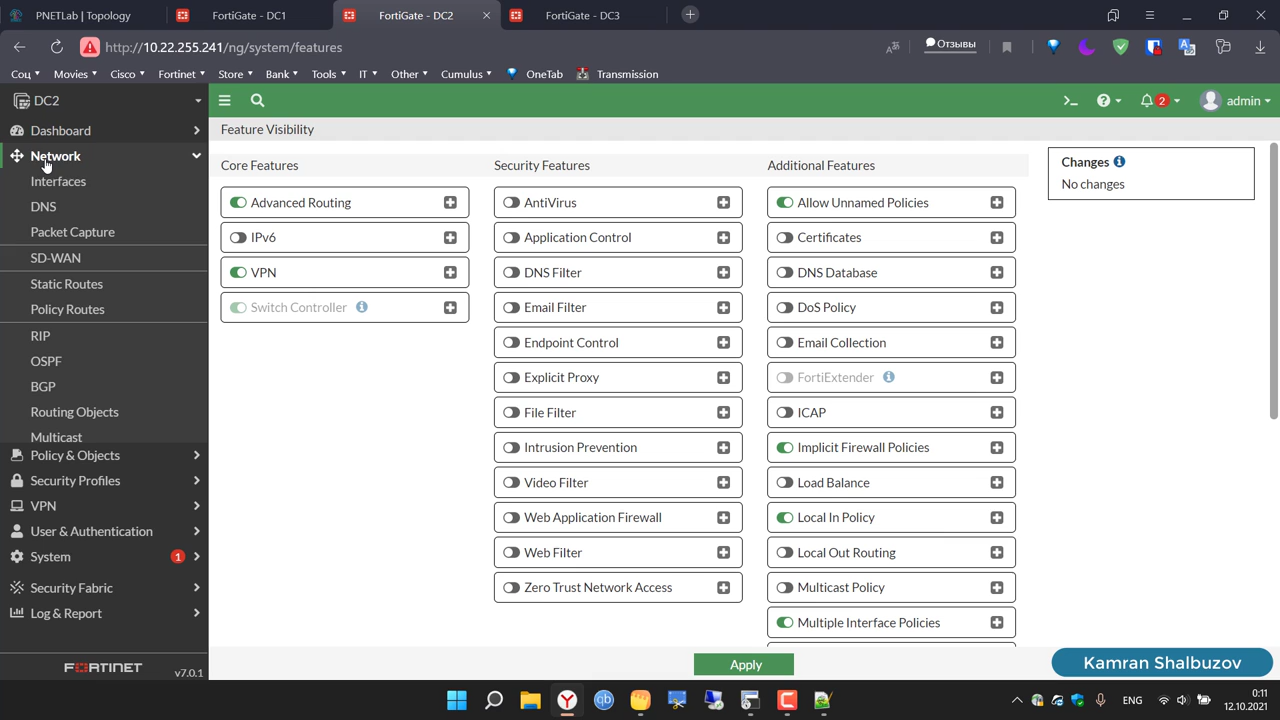 PNETLab | Topology
FortiGate - DC1
FortiGate - DC2
FortiGate - DC3
http://10.22.255.241/ng/system/features
Отзывы
Соц
Movies
Cisco
Fortinet
Store
Bank
Tools
IT
Other
Cumulus
OneTab
Transmission
DC2
2
admin
Dashboard
Network
Interfaces
DNS
Packet Capture
SD-WAN
Static Routes
Policy Routes
RIP
OSPF
BGP
Routing Objects
Multicast
Policy & Objects
Security Profiles
VPN
User & Authentication
System
1
Security Fabric
Log & Report
FORTINET
v7.0.1
Feature Visibility
Core Features
Advanced Routing
IPv6
VPN
Switch Controller
Security Features
AntiVirus
Application Control
DNS Filter
Email Filter
Endpoint Control
Explicit Proxy
File Filter
Intrusion Prevention
Video Filter
Web Application Firewall
Web Filter
Zero Trust Network Access
Additional Features
Allow Unnamed Policies
Certificates
DNS Database
DoS Policy
Email Collection
FortiExtender
ICAP
Implicit Firewall Policies
Load Balance
Local In Policy
Local Out Routing
Multicast Policy
Multiple Interface Policies
Changes
No changes
Apply
Kamran Shalbuzov
ENG
0:11
12.10.2021